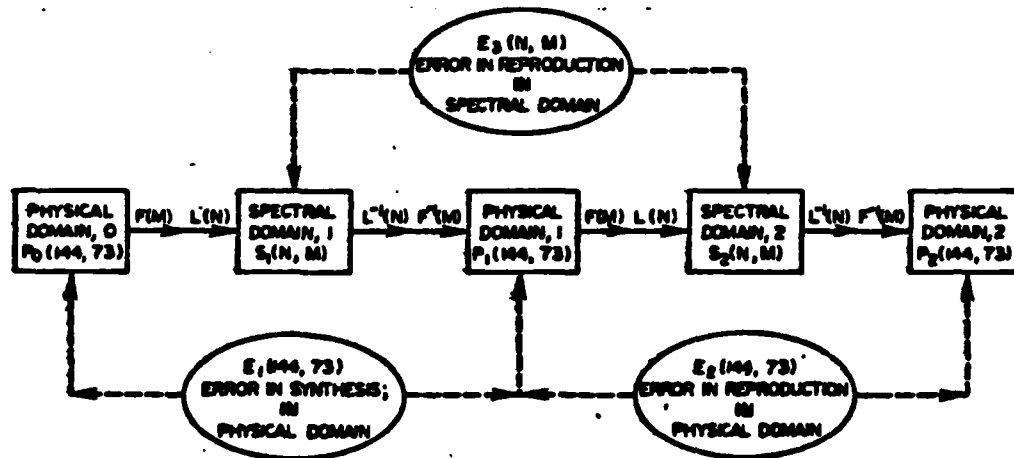 E₃ (N, M)
ERROR IN REPRODUCTION
IN
SPECTRAL DOMAIN
PHYSICAL
DOMAIN, 0
P₀ (144, 73)
F(M) L(N)
SPECTRAL
DOMAIN, 1
S₁(N, M)
L⁻¹(N) F⁻¹(M)
PHYSICAL
DOMAIN, 1
P₁ (144, 73)
F(M) L (N)
SPECTRAL
DOMAIN, 2
S₂(N, M)
L⁻¹(N) F⁻¹(M)
PHYSICAL
DOMAIN, 2
P₂ (144, 73)
E₁ (144, 73)
ERROR IN SYNTHESIS;
IN
PHYSICAL DOMAIN
E₂ (144, 73)
ERROR IN REPRODUCTION
IN
PHYSICAL DOMAIN